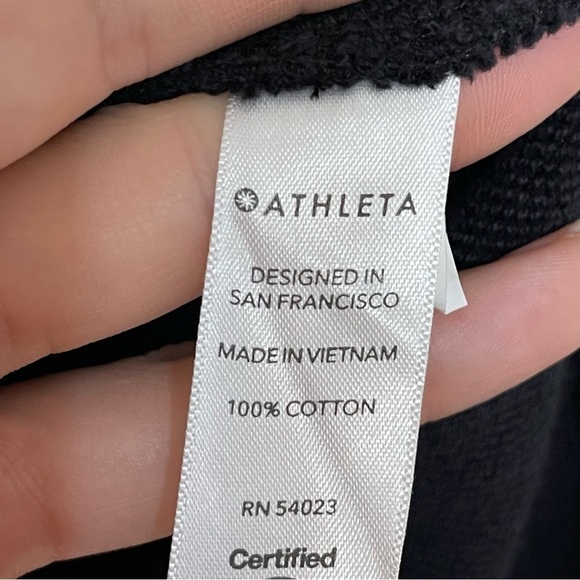 ATHLETA
DESIGNED IN
SAN FRANCISCO
MADE IN VIETNAM
100% COTTON
RN 54023
Certified